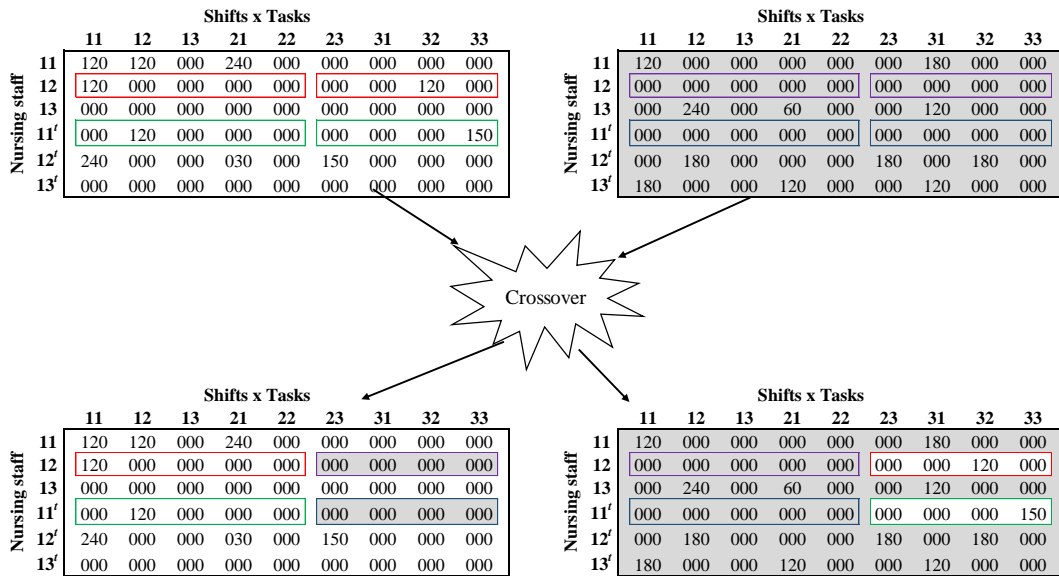 Shifts x Tasks
11 12 13 21 22 23 31 32 33
Nursing staff
11 120 120 000 240 000 000 000 000 000
12 120 000 000 000 000 000 000 120 000
13 000 000 000 000 000 000 000 000 000
11t 000 120 000 000 000 000 000 000 150
12t 240 000 000 030 000 150 000 000 000
13t 000 000 000 000 000 000 000 000 000
Shifts x Tasks
11 12 13 21 22 23 31 32 33
Nursing staff
11 120 000 000 000 000 000 180 000 000
12 000 000 000 000 000 000 000 000 000
13 000 240 000 60 000 000 120 000 000
11t 000 000 000 000 000 000 000 000 000
12t 000 180 000 000 000 180 000 180 000
13t 180 000 000 120 000 000 120 000 000
Crossover
Shifts x Tasks
11 12 13 21 22 23 31 32 33
Nursing staff
11 120 120 000 240 000 000 000 000 000
12 120 000 000 000 000 000 000 000 000
13 000 000 000 000 000 000 000 000 000
11t 000 120 000 000 000 000 000 000 000
12t 240 000 000 030 000 150 000 000 000
13t 000 000 000 000 000 000 000 000 000
Shifts x Tasks
11 12 13 21 22 23 31 32 33
Nursing staff
11 120 000 000 000 000 000 180 000 000
12 000 000 000 000 000 000 000 120 000
13 000 240 000 60 000 000 120 000 000
11t 000 000 000 000 000 000 000 000 150
12t 000 180 000 000 000 180 000 180 000
13t 180 000 000 120 000 000 120 000 000